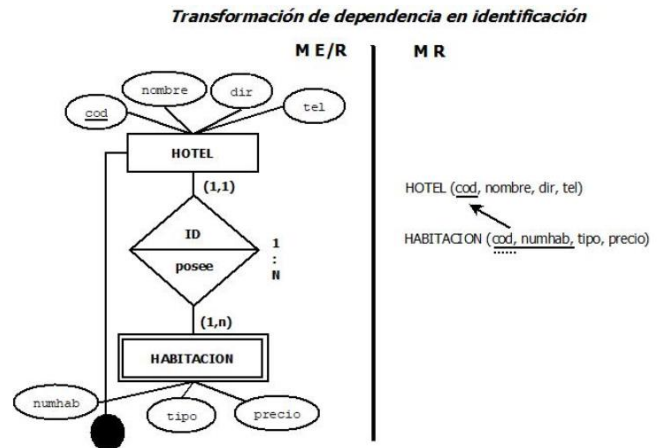 Transformación de dependencia en identificación
M E/R
M R
nombre
dir
cod
tel
HOTEL
(1,1)
HOTEL (cod, nombre, dir, tel)
ID
posee
1
:
N
HABITACION (cod, numhab, tipo, precio)
(1,n)
HABITACION
numhab
tipo
precio